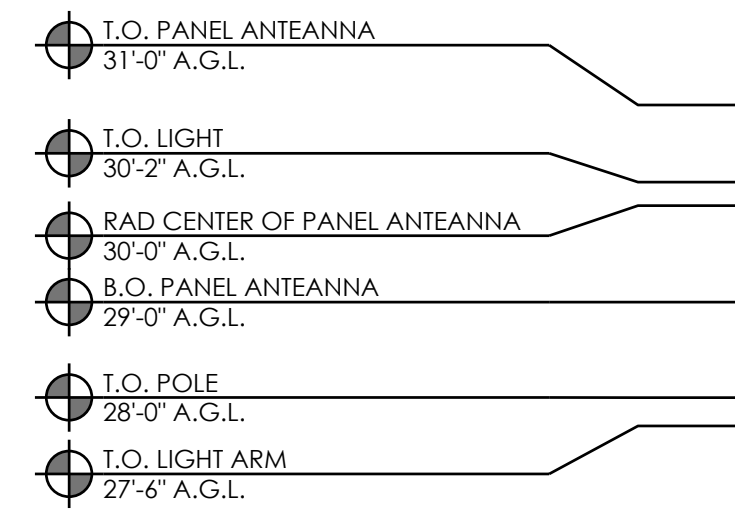 T.O. PANEL ANTEANNA
31'-0" A.G.L.
T.O. LIGHT
30'-2" A.G.L.
RAD CENTER OF PANEL ANTEANNA
30'-0" A.G.L.
B.O. PANEL ANTEANNA
29'-0" A.G.L.
T.O. POLE
28'-0" A.G.L.
T.O. LIGHT ARM
27'-6" A.G.L.